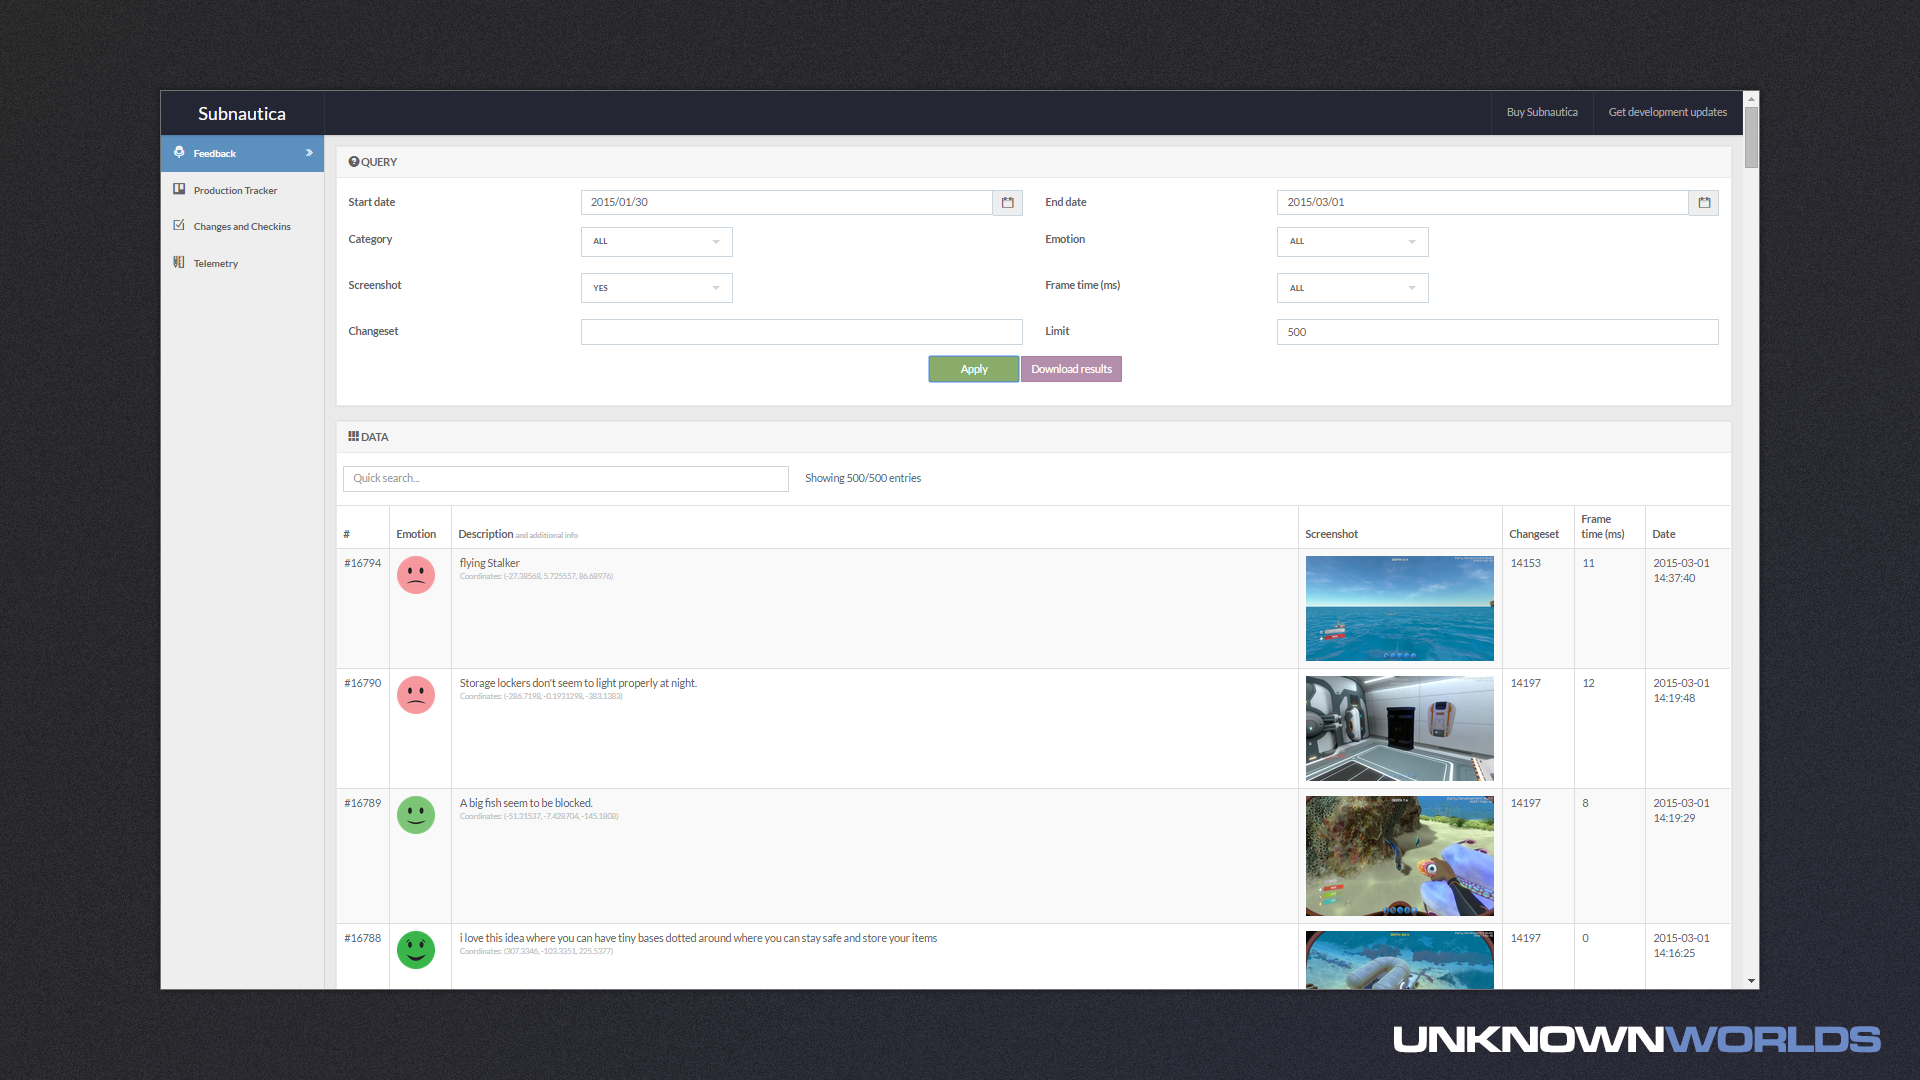 Subnautica
Buy Subnautica
Get development updates
Feedback
Production Tracker
Changes and Checkins
Telemetry
QUERY
Start date
2015/01/30
End date
2015/03/01
Category
ALL
Emotion
ALL
Screenshot
YES
Frame time (ms)
ALL
Changeset
Limit
500
Apply
Download results
DATA
Quick search...
Showing 500/500 entries
#
Emotion
Description and additional info
Screenshot
Changeset
Frame
time (ms)
Date
#16794
flying Stalker
Coordinates: (-27.38568, 5.725557, 86.68976)
14153
11
2015-03-01
14:37:40
#16790
Storage lockers don't seem to light properly at night.
Coordinates: (-286.7198, -0.1931298, -383.1383)
14197
12
2015-03-01
14:19:48
#16789
A big fish seem to be blocked.
Coordinates: (-51.31537, -7.428704, -145.1808)
14197
8
2015-03-01
14:19:29
#16788
i love this idea where you can have tiny bases dotted around where you can stay safe and store your items
Coordinates: (307.3346, -103.3351, 225.5377)
14197
0
2015-03-01
14:16:25
UNKNOWNWORLDS